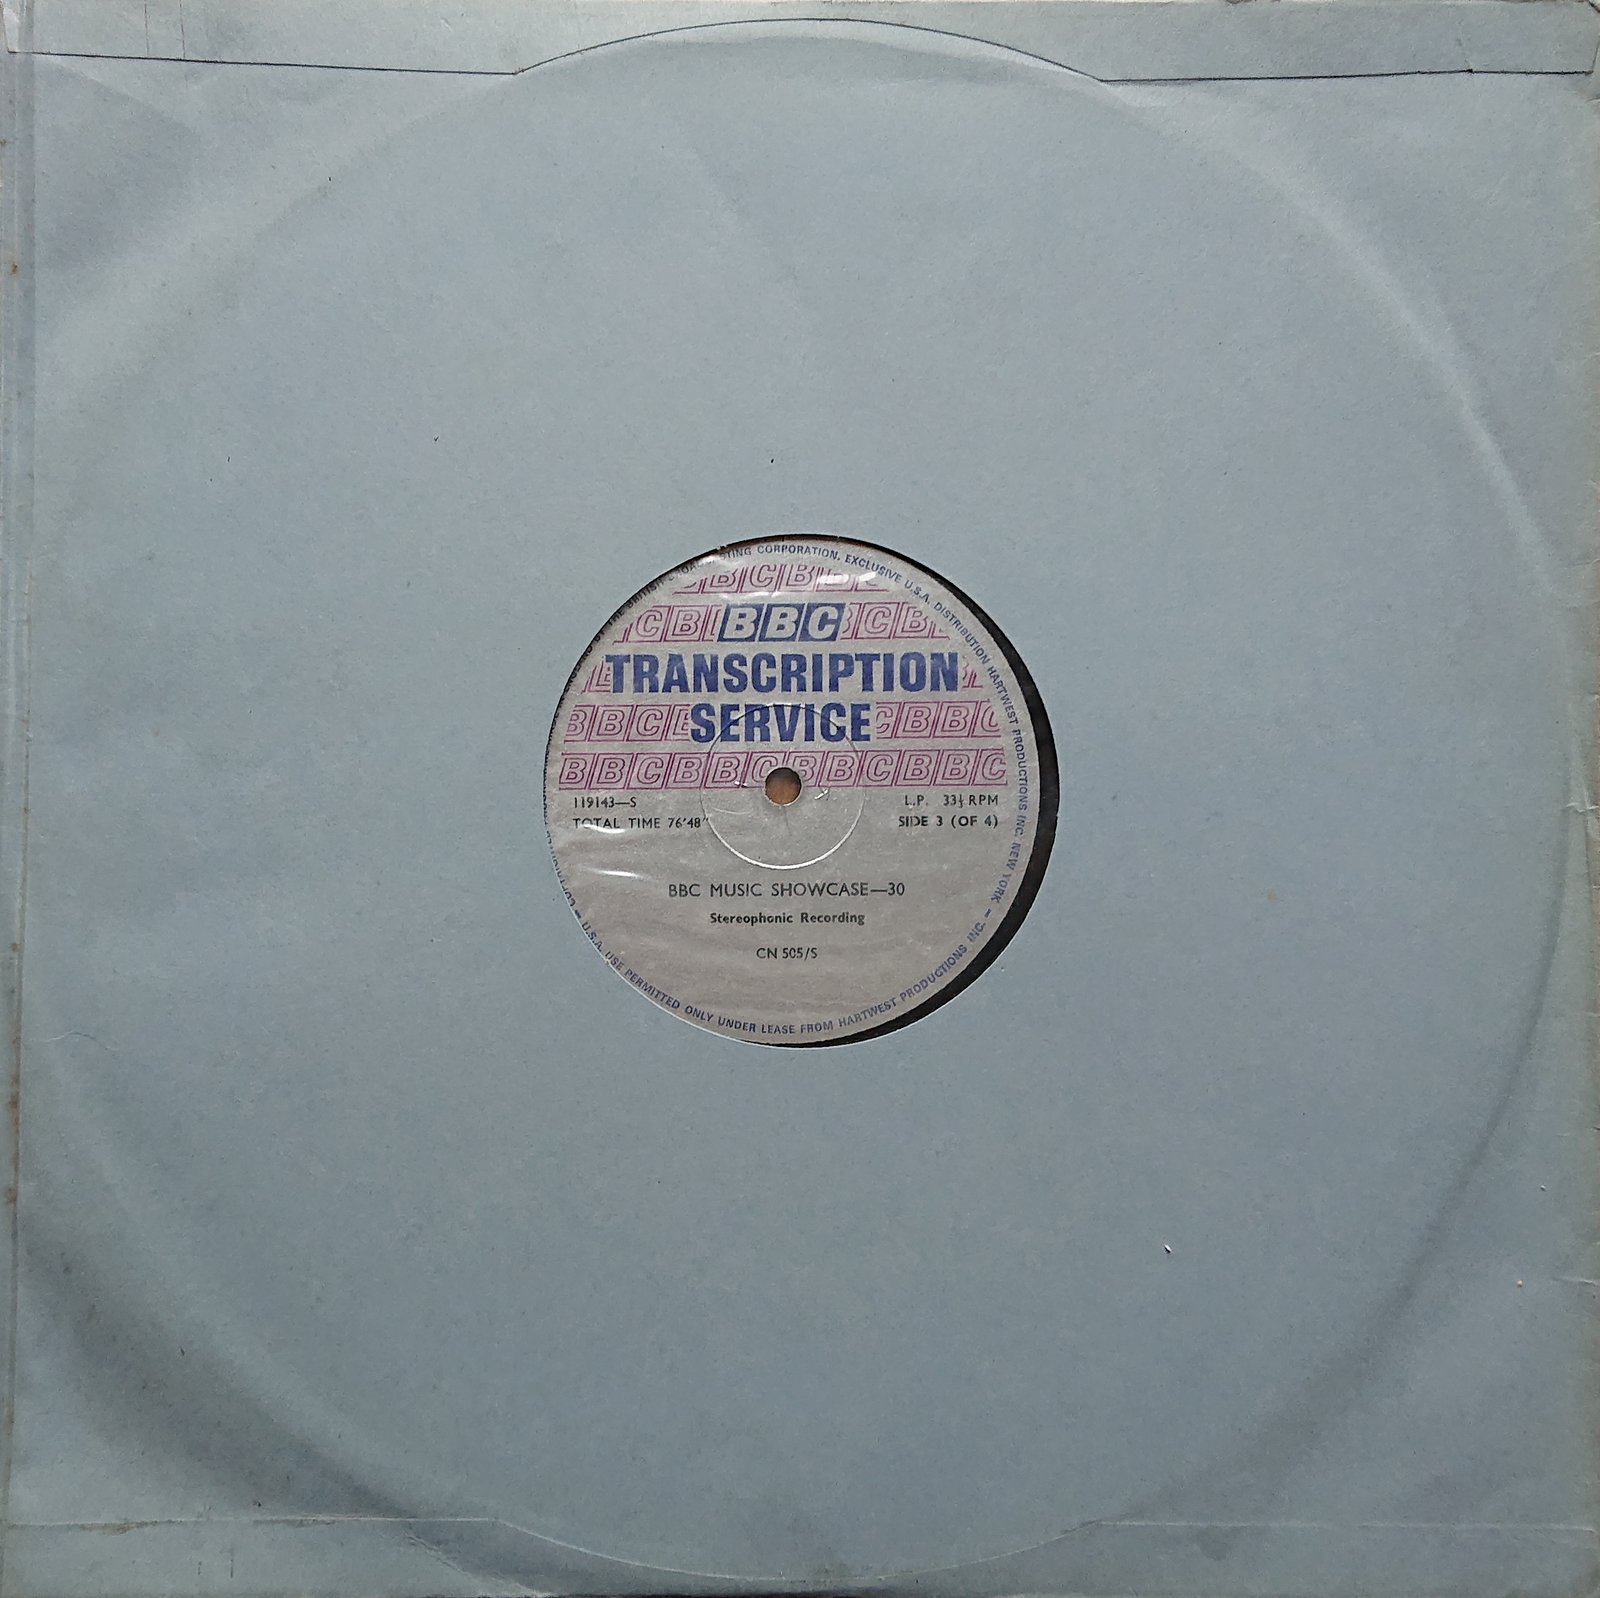 STING CORPORATION. EXCLUSIVE U.S.A. DISTRIBUTION HARTWEST PRODUCTIONS INC. NEW YORK. –
BBC
TRANSCRIPTION
SERVICE
BBCBBCBBCBBC
119143—S
L.P. 33⅓ RPM
TOTAL TIME 76'48"
SIDE 3 (OF 4)
BBC MUSIC SHOWCASE—30
Stereophonic Recording
CN 505/S
– U.S.A. USE PERMITTED ONLY UNDER LEASE FROM HARTWEST PRODUCTIONS INC. –